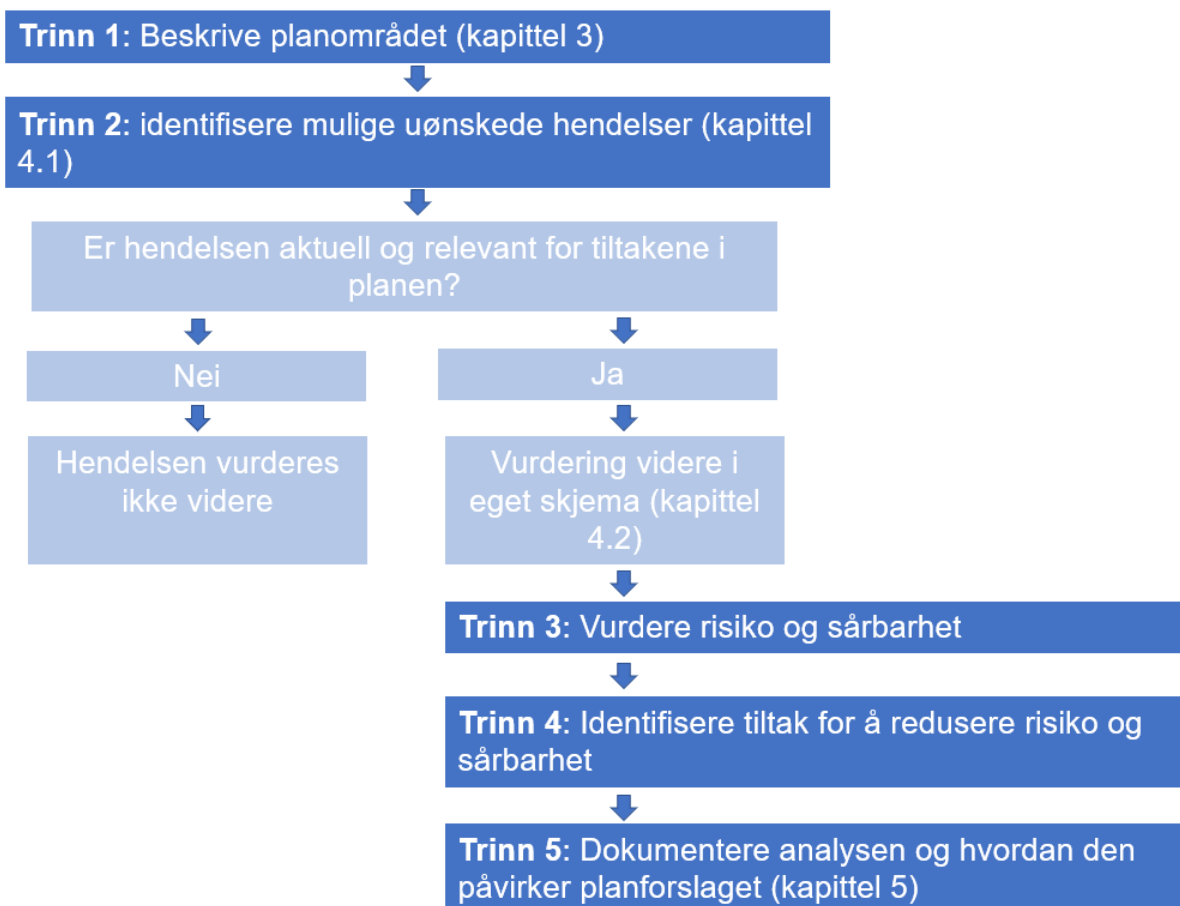 Trinn 1: Beskrive planområdet (kapittel 3)
Trinn 2: identifisere mulige uønskede hendelser (kapittel
4.1)
Er hendelsen aktuell og relevant for tiltakene i
planen?
Nei
Ja
Hendelsen vurderes
ikke videre
Vurdering videre i
eget skjema (kapittel
4.2)
Trinn 3: Vurdere risiko og sårbarhet
Trinn 4: Identifisere tiltak for å redusere risiko og
sårbarhet
Trinn 5: Dokumentere analysen og hvordan den
påvirker planforslaget (kapittel 5)